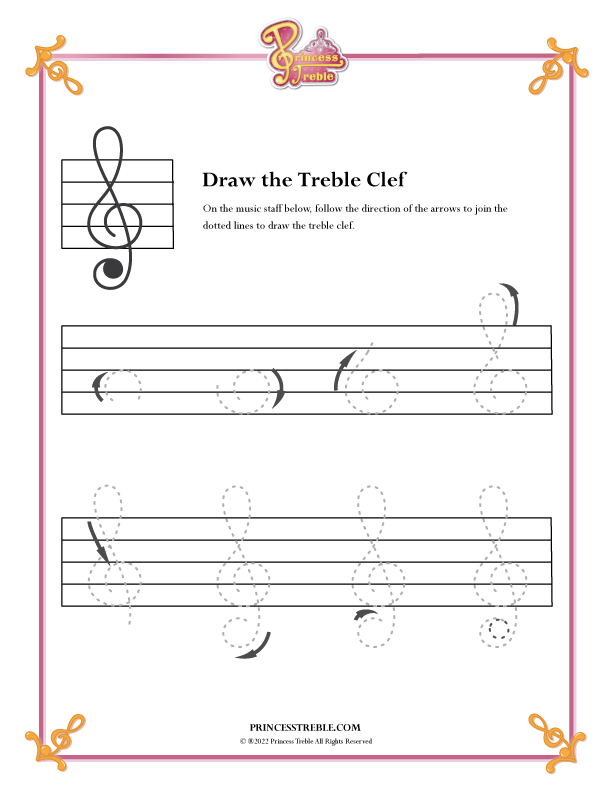 Princess
Treble
Draw the Treble Clef
On the music staff below, follow the direction of the arrows to join the
dotted lines to draw the treble clef.
PRINCESSTREBLE.COM
© ®2022 Princess Treble All Rights Reserved